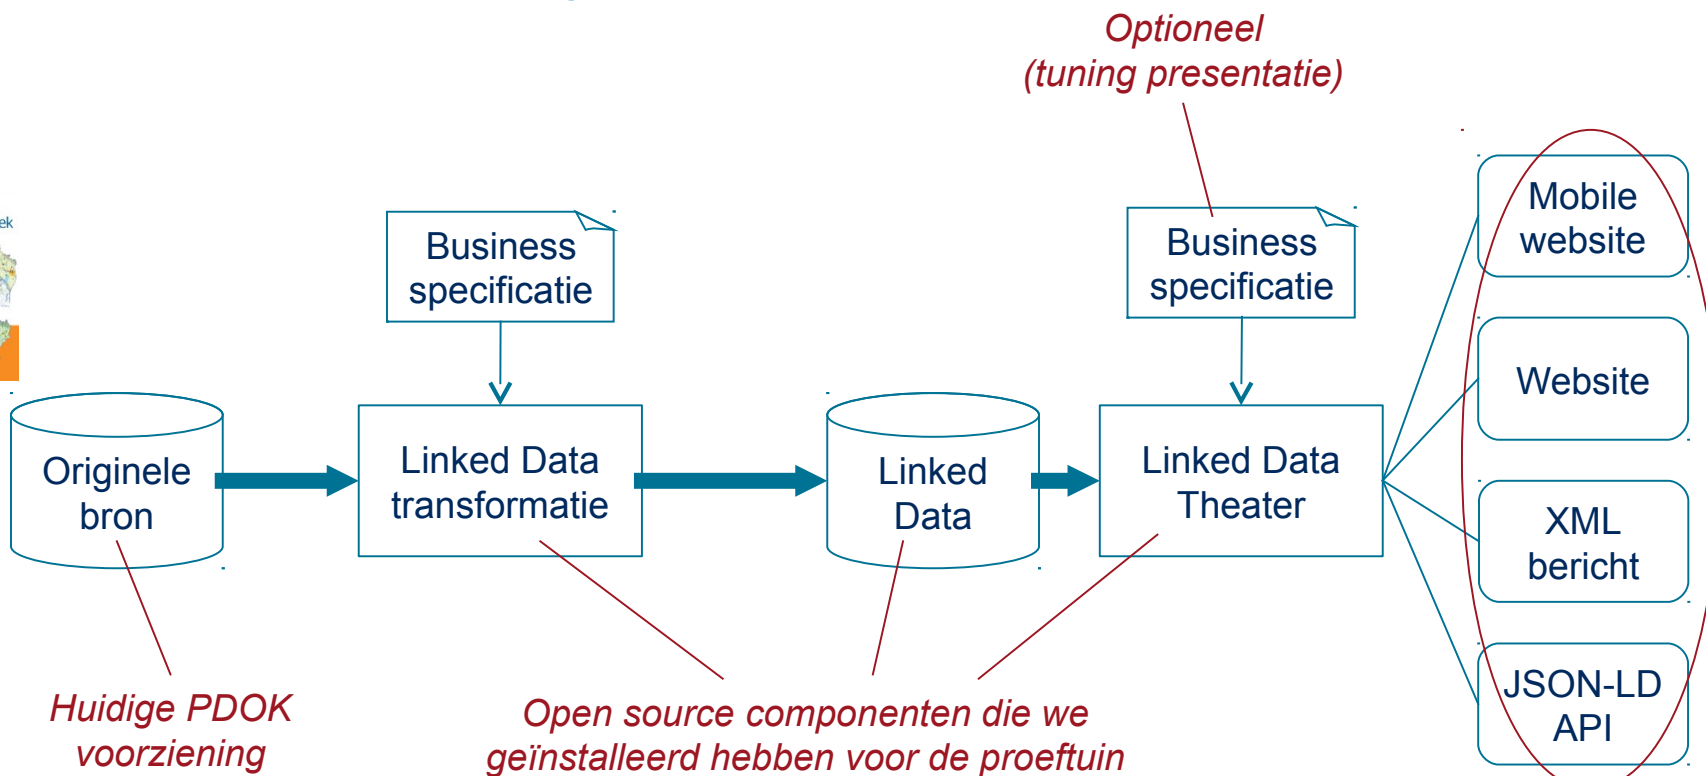 Optioneel
(tuning presentatie)
ek
Business
specificatie
Business
specificatie
Mobile
website
Website
XML
bericht
JSON-LD
API
Originele
bron
Linked Data
transformatie
Linked
Data
Linked Data
Theater
Huidige PDOK
voorziening
Open source componenten die we
geïnstalleerd hebben voor de proeftuin